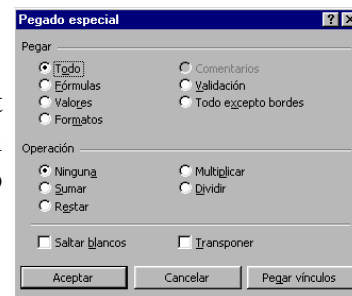 Pegado especial
Pegar
Todo Comentarios
Fórmulas Validación
Valores Todo excepto bordes
Formatos
Operación
Ninguna Multiplicar
Sumar Dividir
Restar
Saltar blancos Transponer
Aceptar Cancelar Pegar vínculos